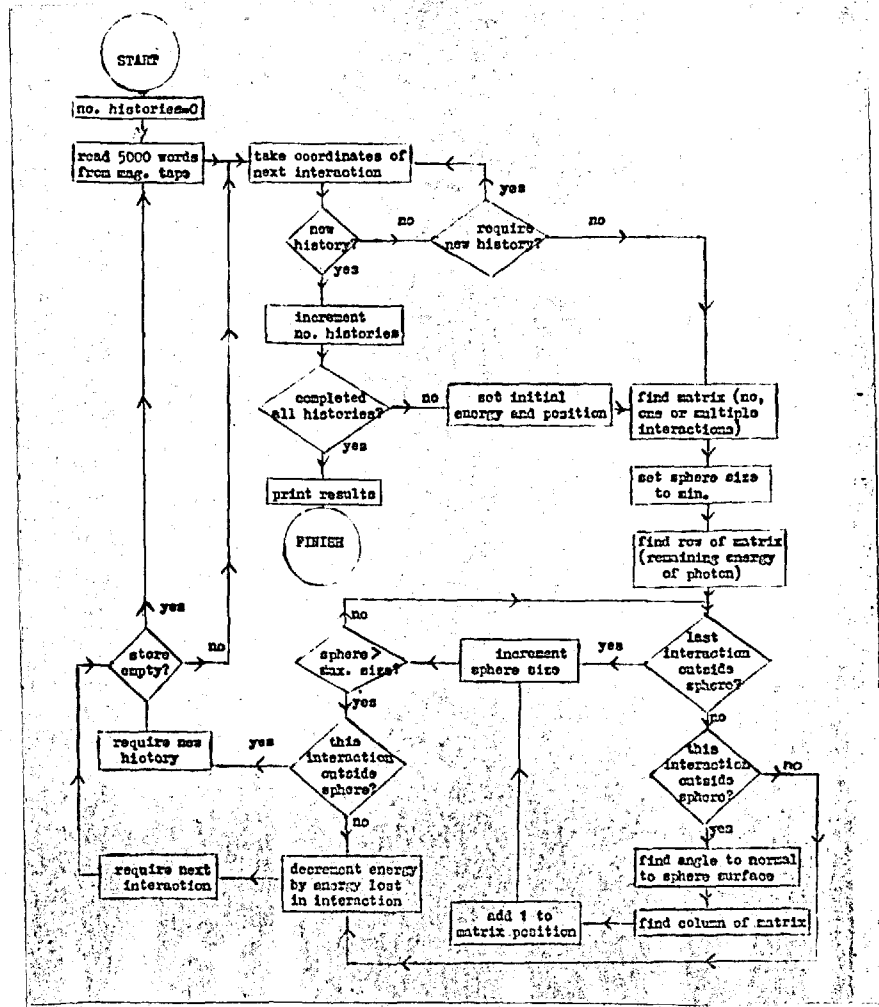 START
no. histories=0
read 5000 words
from mag. tape
take coordinates of
next interaction
yes
new
history?
no
require
new history?
no
yes
increment
no. histories
completed
all histories?
no
set initial
energy and position
find matrix (no,
one or multiple
interactions)
yes
print results
set sphere size
to min.
FINISH
find row of matrix
(remaining energy
of photon)
yes
no
store
empty?
no
sphere >
max. size?
increment
sphere size
yes
last
interaction
outside
sphere?
yes
no
require new
history
yes
this
interaction
outside
sphere?
this
interaction
outside
sphere?
no
no
yes
require next
interaction
decrement energy
by energy lost
in interaction
find angle to normal
to sphere surface
add 1 to
matrix position
find column of matrix